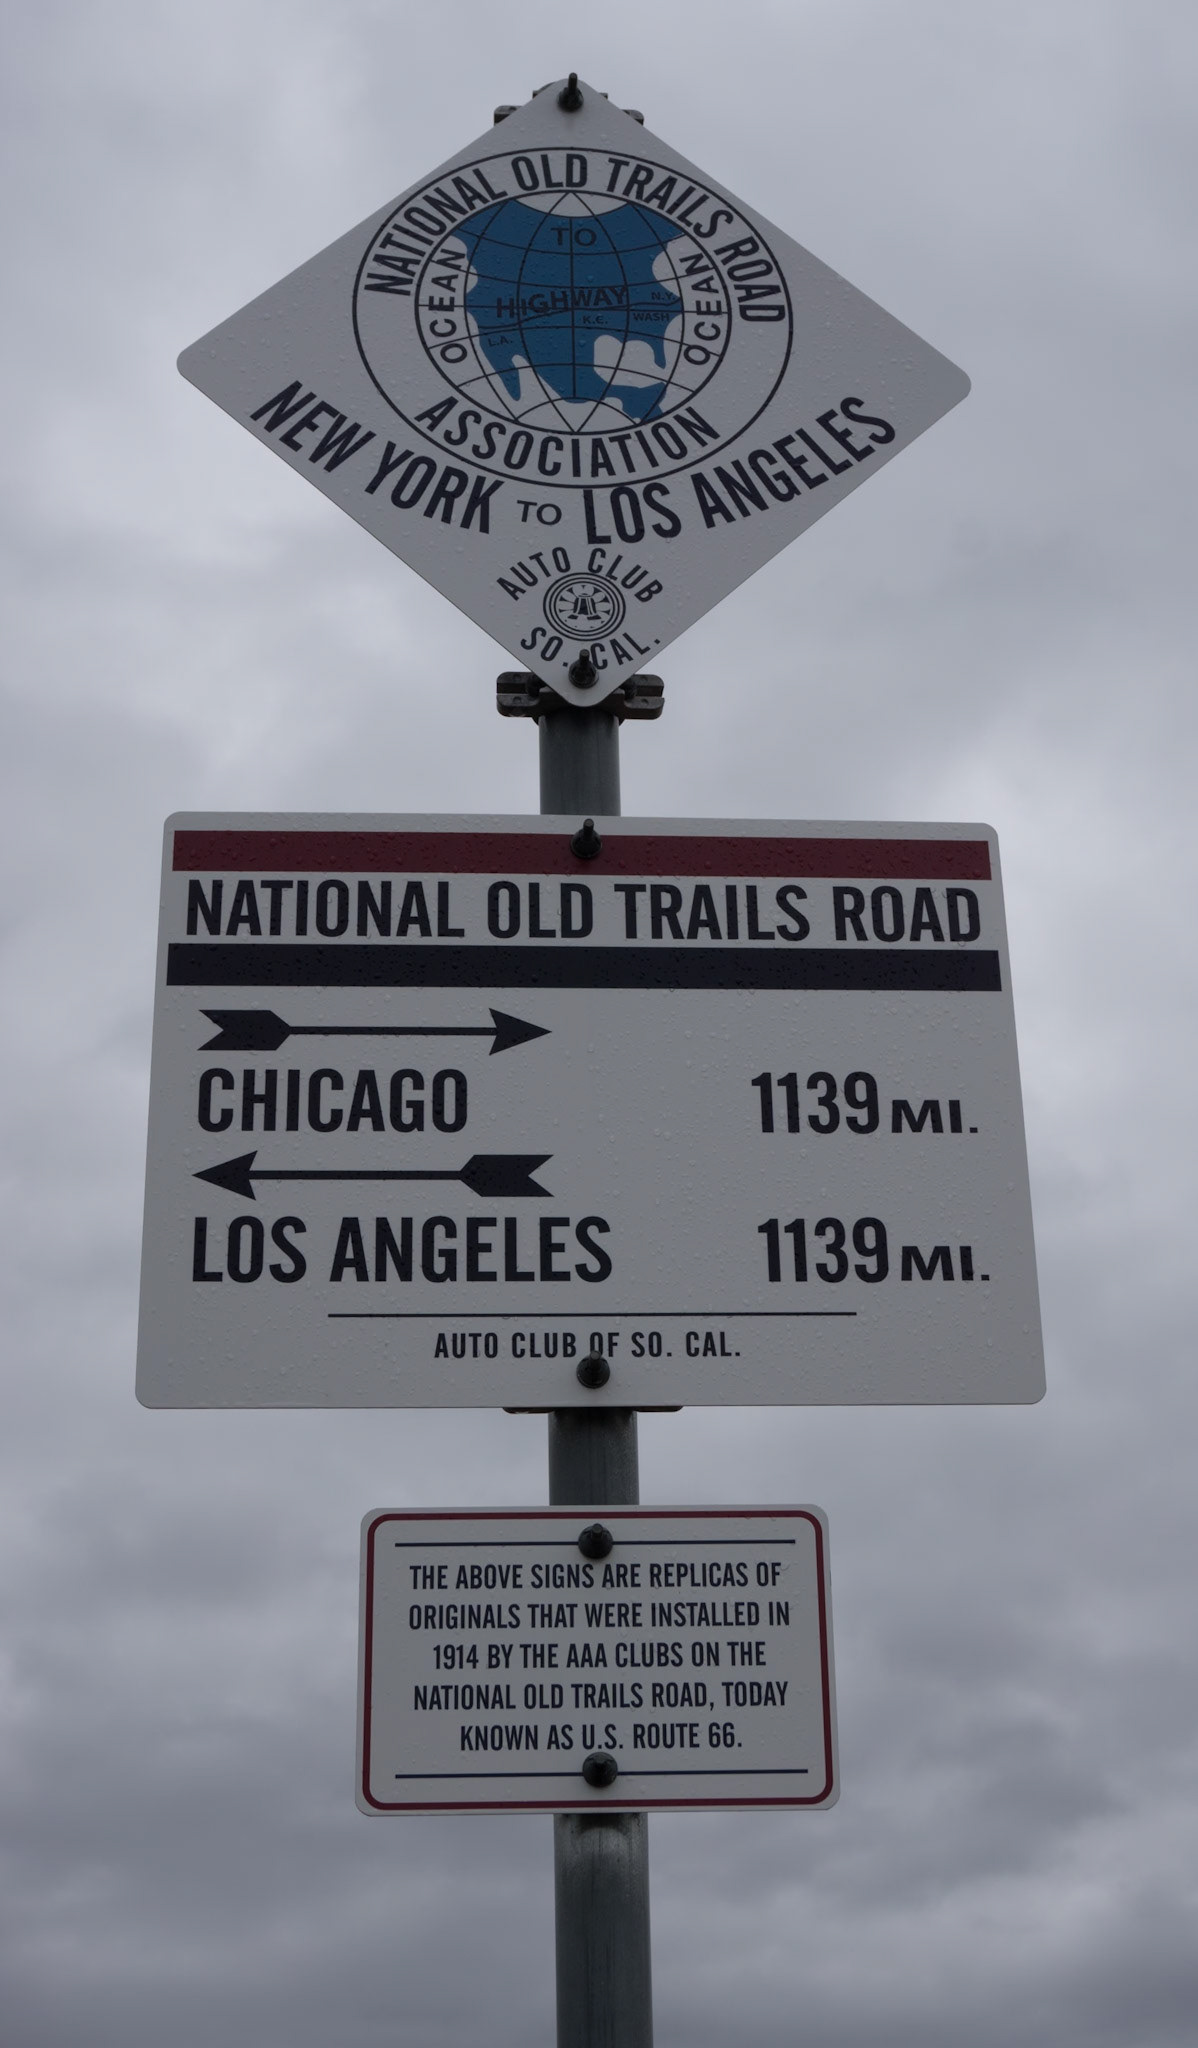 NATIONAL OLD TRAILS ROAD
TO
OCEAN
OCEAN
HIGHWAY
N.Y.
K.E.
WASH
L.A.
ASSOCIATION
NEW YORK TO LOS ANGELES
AUTO CLUB
SO. CAL.
NATIONAL OLD TRAILS ROAD
CHICAGO 1139 MI.
LOS ANGELES 1139 MI.
AUTO CLUB OF SO. CAL.
THE ABOVE SIGNS ARE REPLICAS OF
ORIGINALS THAT WERE INSTALLED IN
1914 BY THE AAA CLUBS ON THE
NATIONAL OLD TRAILS ROAD, TODAY
KNOWN AS U.S. ROUTE 66.